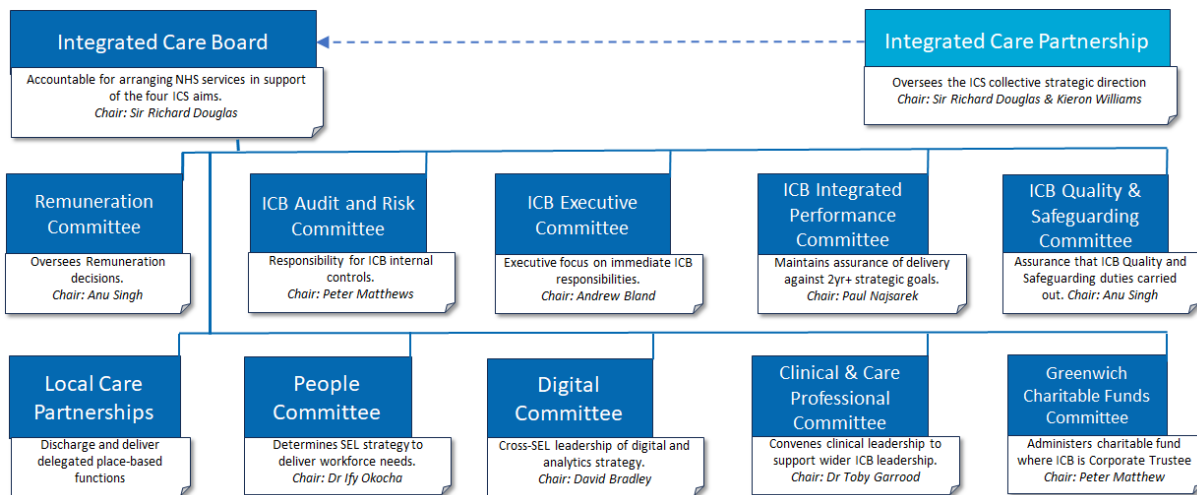 Integrated Care Board
Accountable for arranging NHS services in support
of the four ICS aims.
Chair: Sir Richard Douglas
Integrated Care Partnership
Oversees the ICS collective strategic direction
Chair: Sir Richard Douglas & Kieron Williams
Remuneration
Committee
Oversees Remuneration
decisions.
Chair: Anu Singh
ICB Audit and Risk
Committee
Responsibility for ICB internal
controls.
Chair: Peter Matthews
ICB Executive
Committee
Executive focus on immediate ICB
responsibilities.
Chair: Andrew Bland
ICB Integrated
Performance
Committee
Maintains assurance of delivery
against 2yr+ strategic goals.
Chair: Paul Najsarek
ICB Quality &
Safeguarding
Committee
Assurance that ICB Quality and
Safeguarding duties carried
out. Chair: Anu Singh
Local Care
Partnerships
Discharge and deliver
delegated place-based
functions
People
Committee
Determines SEL strategy to
deliver workforce needs.
Chair: Dr Ify Okocha
Digital
Committee
Cross-SEL leadership of digital and
analytics strategy.
Chair: David Bradley
Clinical & Care
Professional
Committee
Convenes clinical leadership to
support wider ICB leadership.
Chair: Dr Toby Garrood
Greenwich
Charitable Funds
Committee
Administers charitable fund
where ICB is Corporate Trustee
Chair: Peter Matthew